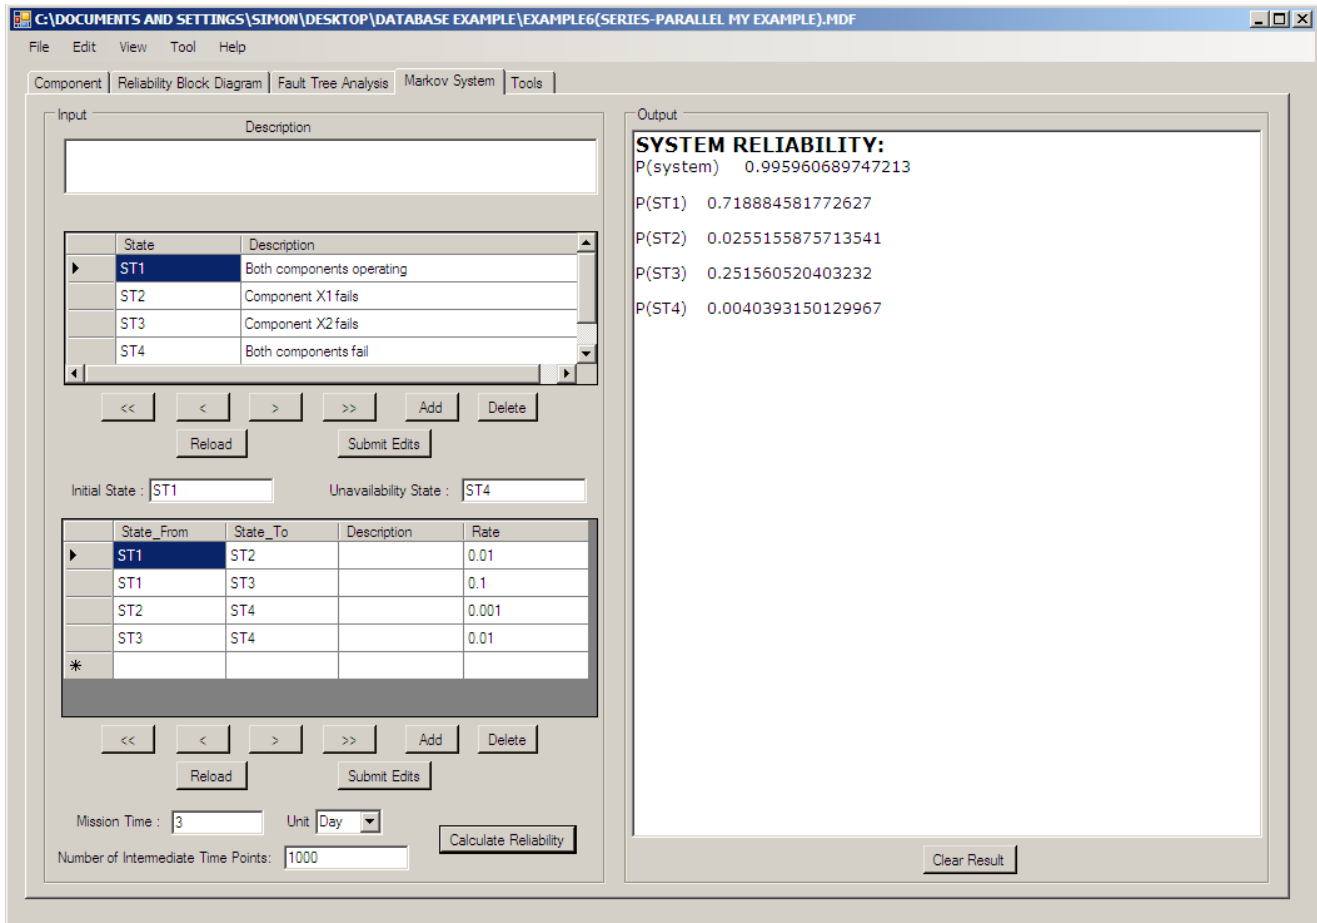 C:\DOCUMENTS AND SETTINGS\SIMON\DESKTOP\DATABASE EXAMPLE\EXAMPLE6(SERIES-PARALLEL MY EXAMPLE).MDF
File Edit View Tool Help
Component Reliability Block Diagram Fault Tree Analysis Markov System Tools
Input
Description
State Description
ST1 Both components operating
ST2 Component X1 fails
ST3 Component X2 fails
ST4 Both components fail
<< < > >> Add Delete
Reload Submit Edits
Initial State : ST1 Unavailability State : ST4
State_From State_To Description Rate
ST1 ST2 0.01
ST1 ST3 0.1
ST2 ST4 0.001
ST3 ST4 0.01
*
<< < > >> Add Delete
Reload Submit Edits
Mission Time : 3 Unit Day
Calculate Reliability
Number of Intermediate Time Points: 1000
Output
SYSTEM RELIABILITY:
P(system) 0.995960689747213
P(ST1) 0.718884581772627
P(ST2) 0.0255155875713541
P(ST3) 0.251560520403232
P(ST4) 0.0040393150129967
Clear Result